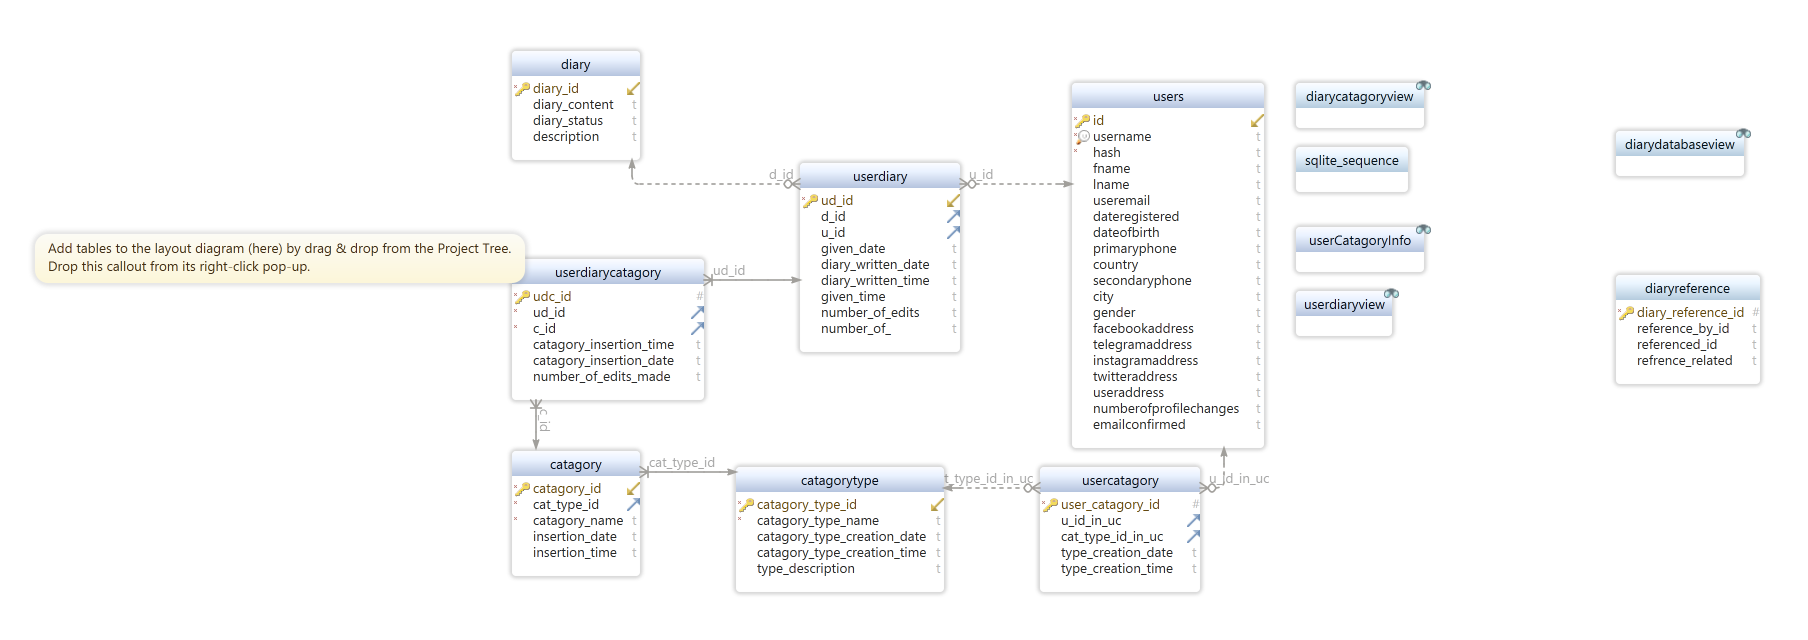 diary
diary_id
diary_content t
diary_status t
description t
users
id
username t
hash t
fname t
lname t
useremail t
dateregistered t
dateofbirth t
primaryphone t
country t
secondaryphone t
city t
gender t
facebookaddress t
telegramaddress t
instagramaddress t
twitteraddress t
useraddress t
numberofprofilechanges t
emailconfirmed t
diarycatagoryview
sqlite_sequence
userCatagoryInfo
userdiaryview
diarydatabaseview
diaryreference
diary_reference_id #
reference_by_id t
referenced_id t
refrence_related t
d_id
u_id
userdiary
ud_id
d_id
u_id
given_date t
diary_written_date t
diary_written_time t
given_time t
number_of_edits t
number_of_ t
Add tables to the layout diagram (here) by drag & drop from the Project Tree.
Drop this callout from its right-click pop-up.
userdiarycatagory
udc_id #
ud_id
c_id
catagory_insertion_time t
catagory_insertion_date t
number_of_edits_made t
ud_id
c_id
catagory
catagory_id
cat_type_id
catagory_name t
insertion_date t
insertion_time t
cat_type_id
catagorytype
catagory_type_id
catagory_type_name t
catagory_type_creation_date t
catagory_type_creation_time t
type_description t
t_type_id_in_uc
usercatagory
user_catagory_id #
u_id_in_uc
cat_type_id_in_uc
type_creation_date t
type_creation_time t
u_id_in_uc